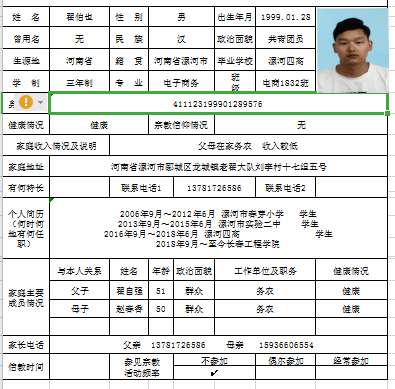 姓 名 翟伯也 性 别 男 出生年月 1999.01.28
曾用名 无 民 族 汉 政治面貌 共青团员
生源地 河南省 籍 贯 河南省漯河市 毕业学校 漯河四高
学 制 三年制 专 业 电子商务 班级 电商1832班
411123199901289576
健康情况 健康 宗教信仰情况 无
家庭收入情况及说明 父母在家务农 收入较低
家庭地址 河南省漯河市郾城区龙城镇老翟大队刘孝村十七组五号
有何特长 联系电话1 13781726586 联系电话2
个人简历(何时何地有何任职)
2006年9月~2012年6月 漯河市春芽小学 学生
2013年9月~2015年6月 漯河市实验二中 学生
2016年9月~2018年6月 漯河四高 学生
2018年9月~至今长春工程学院
家庭主要成员情况
与本人关系 姓名 年龄 政治面貌 工作单位及职务 健康情况
父子 翟自强 51 群众 务农 健康
母子 赵春香 50 群众 务农 健康
家长电话 父亲 13781726586 母亲 15936606554
信教时间 参见宗教活动频率 不参加 偶尔参加 经常参加
✓